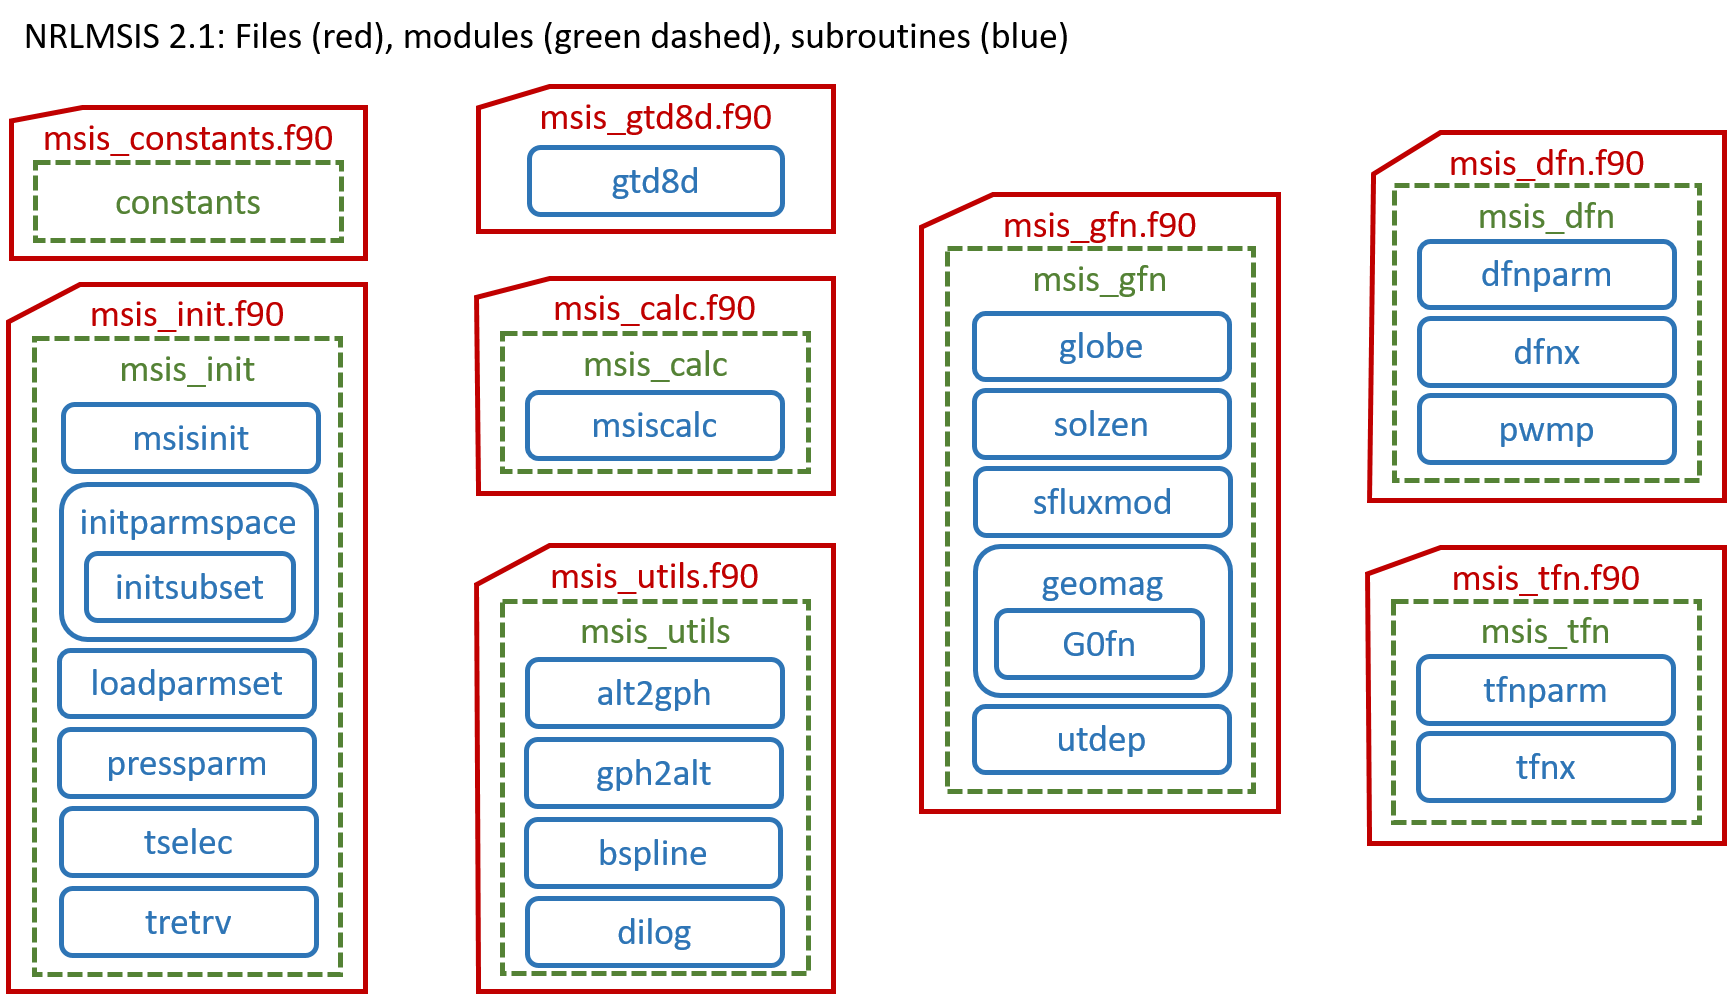 NRLMSIS 2.1: Files (red), modules (green dashed), subroutines (blue)
msis_constants.f90
constants
msis_init.f90
msis_init
msisinit
initparmspace
initsubset
loadparmset
pressparm
tselec
tretrv
msis_gtd8d.f90
gtd8d
msis_calc.f90
msis_calc
msiscalc
msis_utils.f90
msis_utils
alt2gph
gph2alt
bspline
dilog
msis_gfn.f90
msis_gfn
globe
solzen
sfluxmod
geomag
G0fn
utdep
msis_dfn.f90
msis_dfn
dfnparm
dfnx
pwmp
msis_tfn.f90
msis_tfn
tfnparm
tfnx